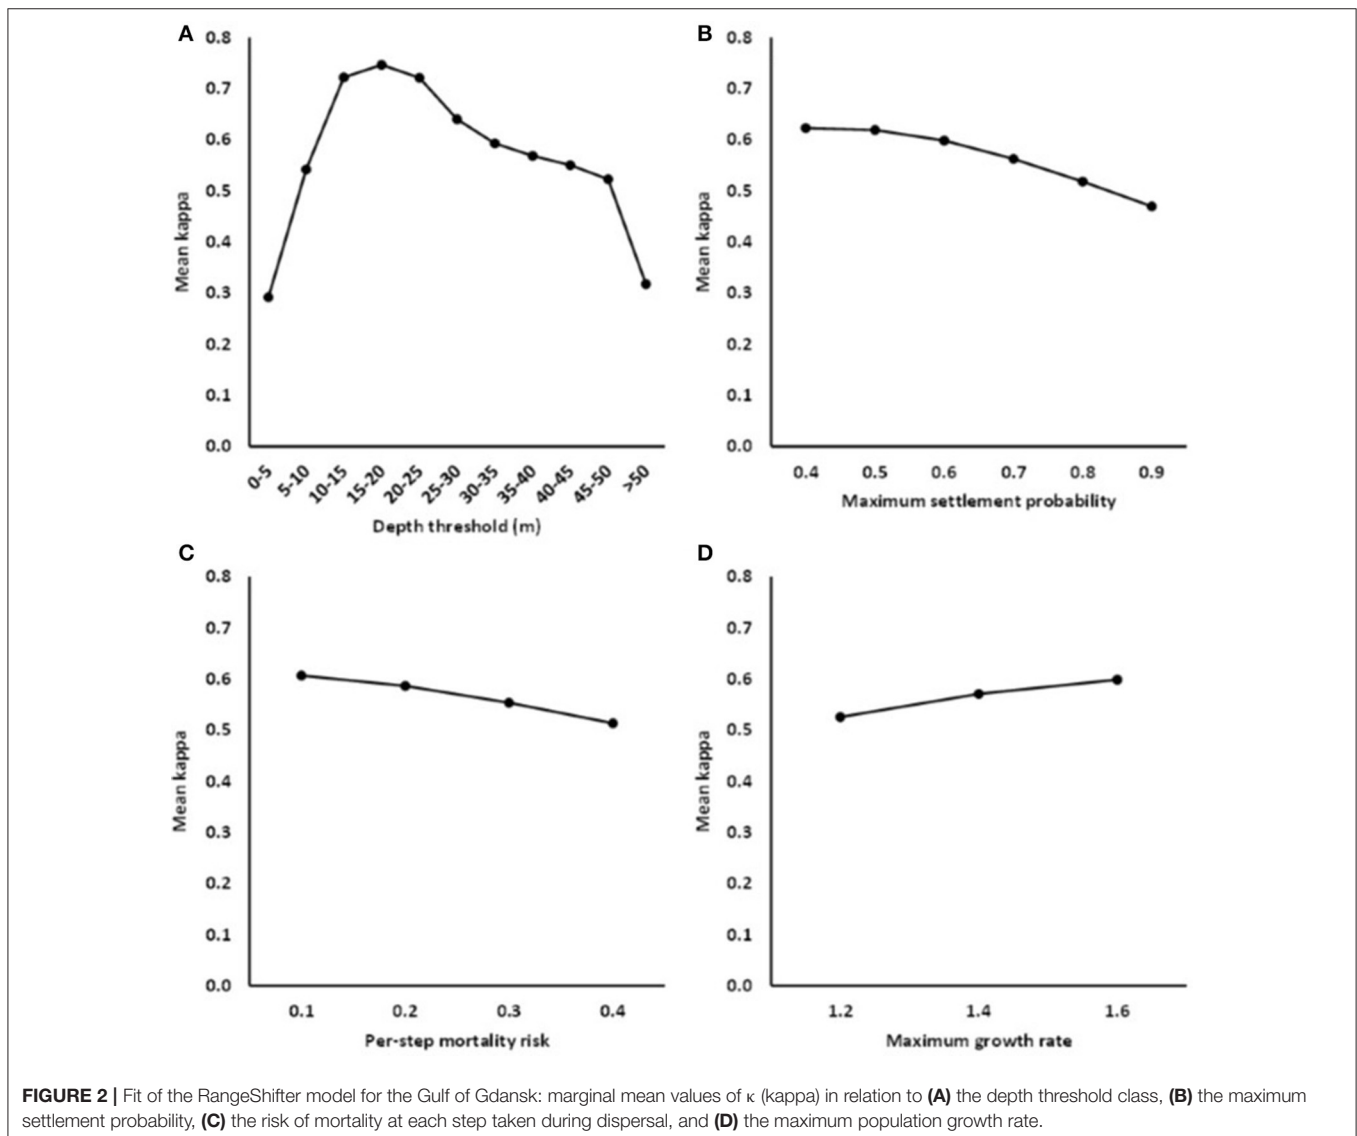 A
0.8
0.7
0.6
0.5
0.4
0.3
0.2
0.1
0.0
Mean kappa
0-5
5-10
10-15
15-20
20-25
25-30
30-35
35-40
40-45
45-50
>50
Depth threshold (m)
B
0.8
0.7
0.6
0.5
0.4
0.3
0.2
0.1
0.0
Mean kappa
0.4 0.5 0.6 0.7 0.8 0.9
Maximum settlement probability
C
0.8
0.7
0.6
0.5
0.4
0.3
0.2
0.1
0.0
Mean kappa
0.1 0.2 0.3 0.4
Per-step mortality risk
D
0.8
0.7
0.6
0.5
0.4
0.3
0.2
0.1
0.0
Mean kappa
1.2 1.4 1.6
Maximum growth rate
FIGURE 2 | Fit of the RangeShifter model for the Gulf of Gdansk: marginal mean values of κ (kappa) in relation to (A) the depth threshold class, (B) the maximum
settlement probability, (C) the risk of mortality at each step taken during dispersal, and (D) the maximum population growth rate.